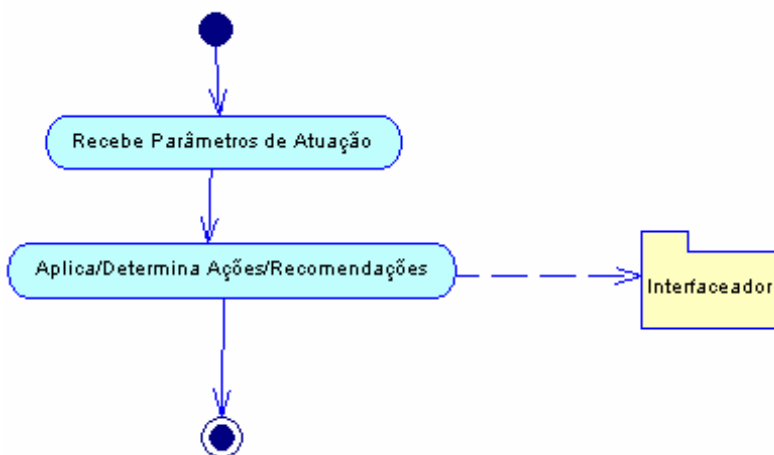 Recebe Parâmetros de Atuação
Aplica/Determina Ações/Recomendações
Interfaceador